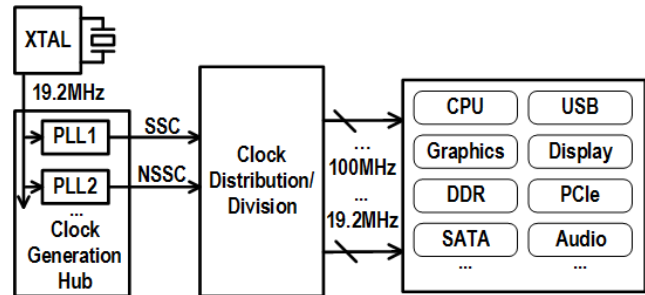 XTAL
19.2MHz
PLL1
PLL2
...
Clock
Generation
Hub
SSC
NSSC
Clock
Distribution/
Division
...
100MHz
...
19.2MHz
CPU
USB
Graphics
Display
DDR
PCIe
SATA
Audio
...
...